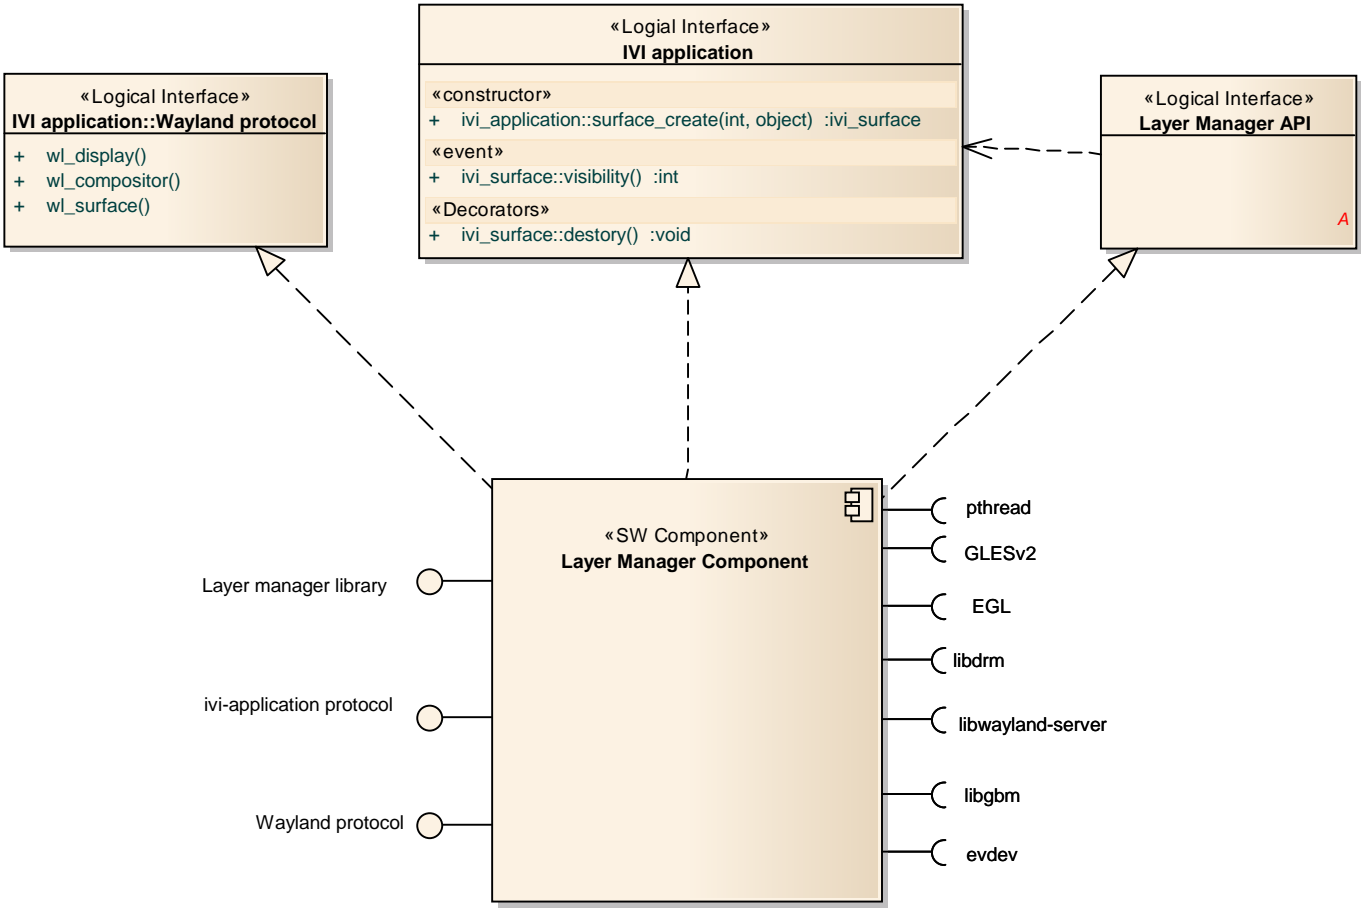 «Logical Interface»
IVI application::Wayland protocol
+ wl_display()
+ wl_compositor()
+ wl_surface()
«Logial Interface»
IVI application
«constructor»
+ ivi_application::surface_create(int, object) :ivi_surface
«event»
+ ivi_surface::visibility() :int
«Decorators»
+ ivi_surface::destory() :void
«Logical Interface»
Layer Manager API
A
«SW Component»
Layer Manager Component
Layer manager library
ivi-application protocol
Wayland protocol
pthread
GLESv2
EGL
libdrm
libwayland-server
libgbm
evdev